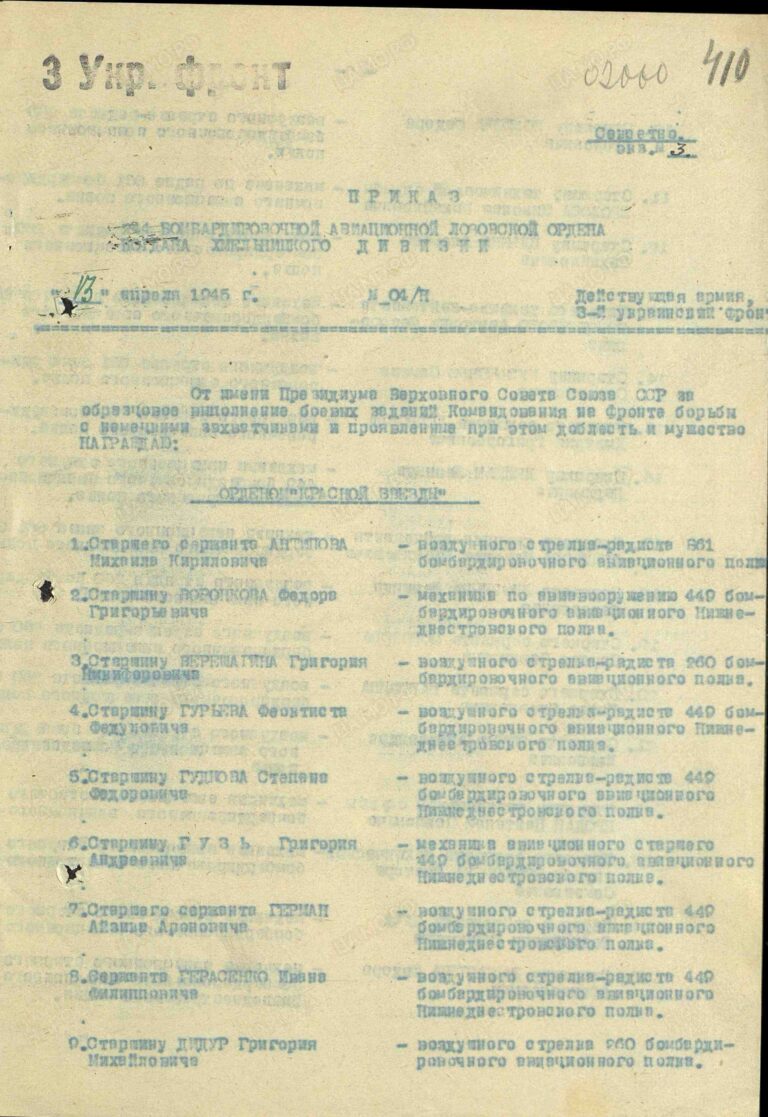 3 Укр. фронт
02000 410
Секретно.
экз.№ 3
ПРИКАЗ
244 БОМБАРДИРОВОЧНОЙ АВИАЦИОННОЙ ЛОЗОВСКОЙ ОРДЕНА
БОГДАНА ХМЕЛЬНИЦКОГО ДИВИЗИИ
"13" апреля 1945 г. № 04/Н Действующая армия,
3-й украинский фронт
От имени Президиума Верховного Совета Союза ССР за
образцовое выполнение боевых заданий Командования на фронте борьбы
с немецкими захватчиками и проявленные при этом доблесть и мужество
НАГРАЖДАЮ:
ОРДЕНОМ "КРАСНОЙ ЗВЕЗДЫ"
1.Старшего сержанта АНТИПОВА - воздушного стрелка-радиста 861
Михаила Кириловича бомбардировочного авиационного полка
2.Старшину ВОРОНКОВА Федора - механика по авиавооружению 449 бом-
Григорьевича бардировочного авиационного Нижне-
днестровского полка.
3.Старшину ВЕРЕЩАГИНА Григория - воздушного стрелка-радиста 260 бом-
Никифоровича бардировочного авиационного полка.
4.Старшину ГУРЬЕВА Феоктиста - воздушного стрелка-радиста 449 бом-
Федуловича бардировочного авиационного Нижне-
днестровского полка.
5.Старшину ГУДКОВА Степана - воздушного стрелка-радиста 449
Федоровича бомбардировочного авиационного
Нижнеднестровского полка.
6.Старшину ГУЗЬ Григория - механика авиационного старшего
Андреевича 449 бомбардировочного авиационного
Нижнеднестровского полка.
7.Старшего сержанта ГЕРМАН - воздушного стрелка-радиста 449
Ароновича бомбардировочного авиационного
Нижнеднестровского полка.
8.Сержанта ГЕРАСЕНКО Ивана - воздушного стрелка-радиста 449
Филипповича бомбардировочного авиационного
Нижнеднестровского полка.
9.Старшину ДИДУР Григория - воздушного стрелка 260 бомбарди-
Михайловича ровочного авиационного полка.